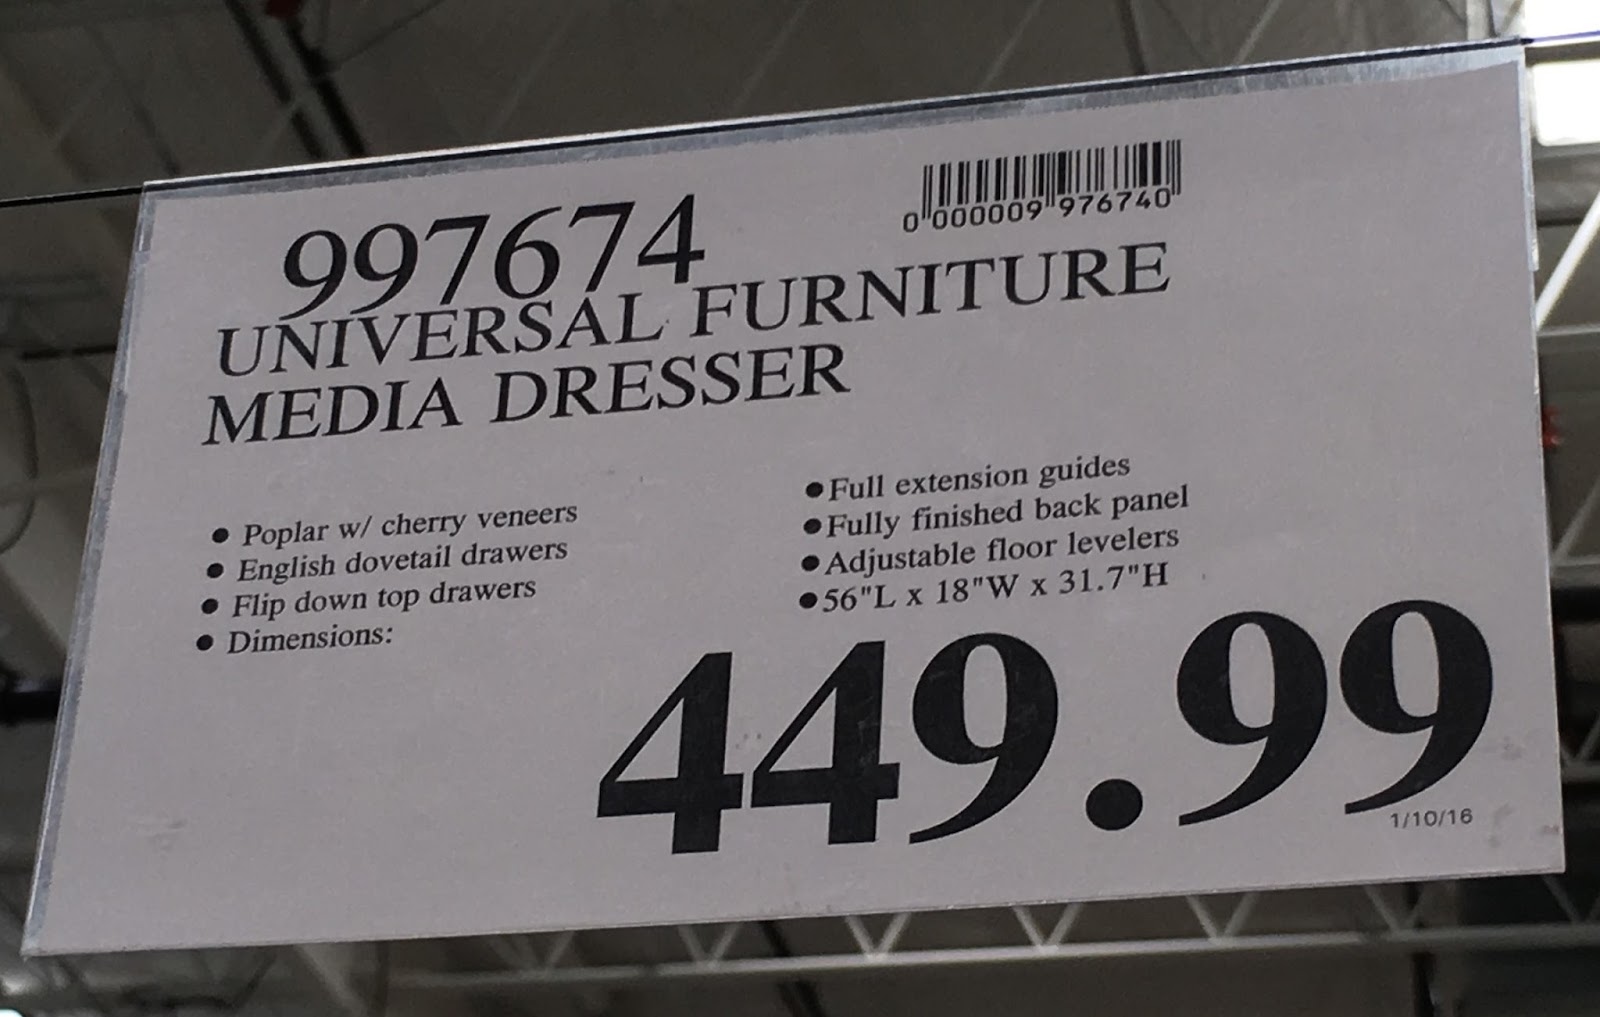 997674
0 000009 976740
UNIVERSAL FURNITURE
MEDIA DRESSER
● Poplar w/ cherry veneers
● English dovetail drawers
● Flip down top drawers
● Dimensions:
●Full extension guides
●Fully finished back panel
●Adjustable floor levelers
●56"L x 18"W x 31.7"H
449.99
1/10/16